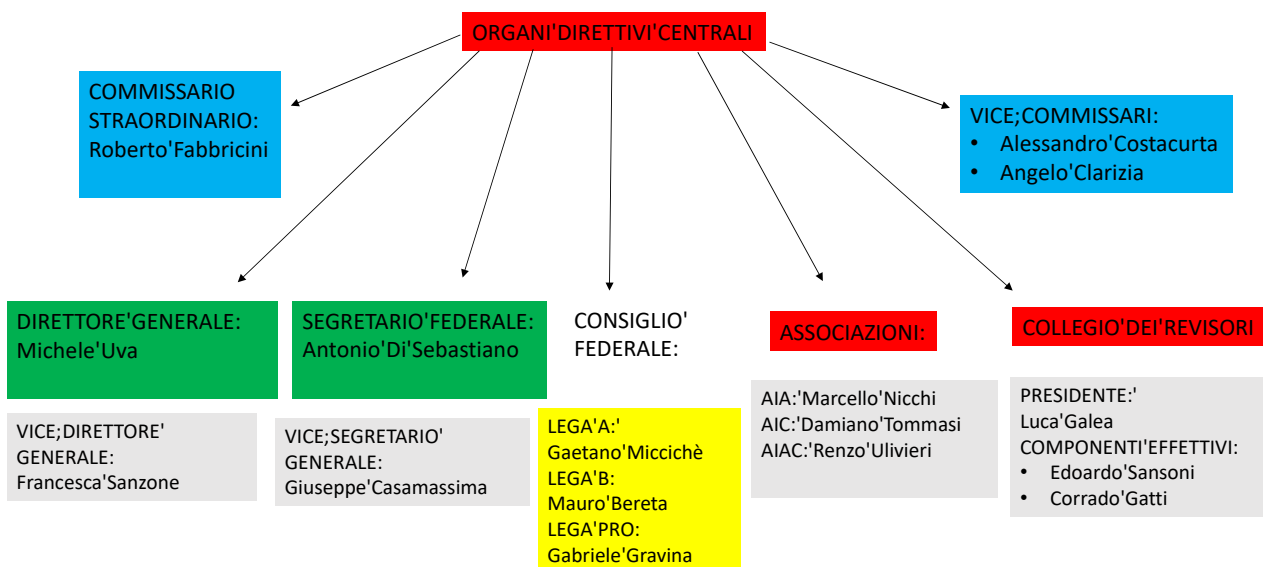 ORGANI'DIRETTIVI'CENTRALI
COMMISSARIO
STRAORDINARIO:
Roberto'Fabbricini
VICE;COMMISSARI:
• Alessandro'Costacurta
• Angelo'Clarizia
DIRETTORE'GENERALE:
Michele'Uva
SEGRETARIO'FEDERALE:
Antonio'Di'Sebastiano
CONSIGLIO'
FEDERALE:
ASSOCIAZIONI:
COLLEGIO'DEI'REVISORI
VICE;DIRETTORE'
GENERALE:
Francesca'Sanzone
VICE;SEGRETARIO'
GENERALE:
Giuseppe'Casamassima
LEGA'A:'
Gaetano'Miccichè
LEGA'B:
Mauro'Bereta
LEGA'PRO:
Gabriele'Gravina
AIA:'Marcello'Nicchi
AIC:'Damiano'Tommasi
AIAC:'Renzo'Ulivieri
PRESIDENTE:'
Luca'Galea
COMPONENTI'EFFETTIVI:
• Edoardo'Sansoni
• Corrado'Gatti